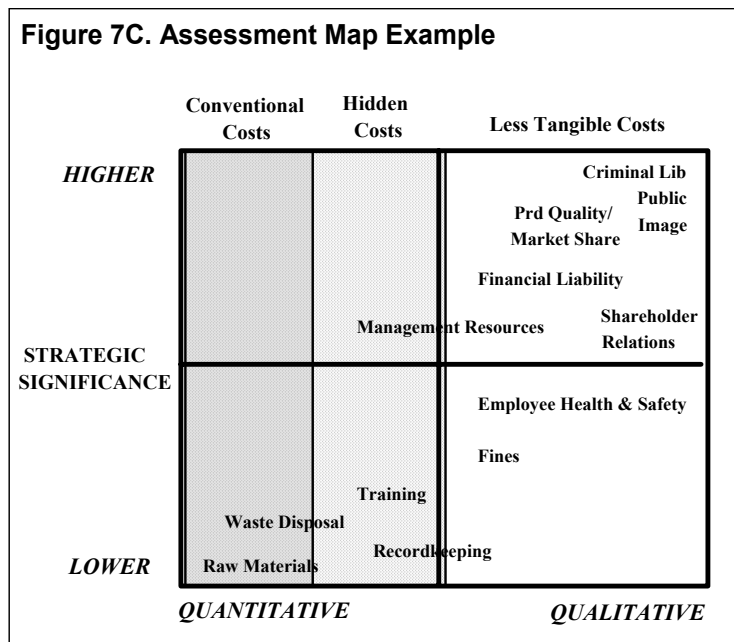 Figure 7C. Assessment Map Example
Conventional
Costs
Hidden
Costs
Less Tangible Costs
HIGHER
Criminal Lib
Public
Image
Prd Quality/
Market Share
Financial Liability
Management Resources
Shareholder
Relations
STRATEGIC
SIGNIFICANCE
Employee Health & Safety
Fines
Training
Waste Disposal
Recordkeeping
Raw Materials
LOWER
QUANTITATIVE
QUALITATIVE